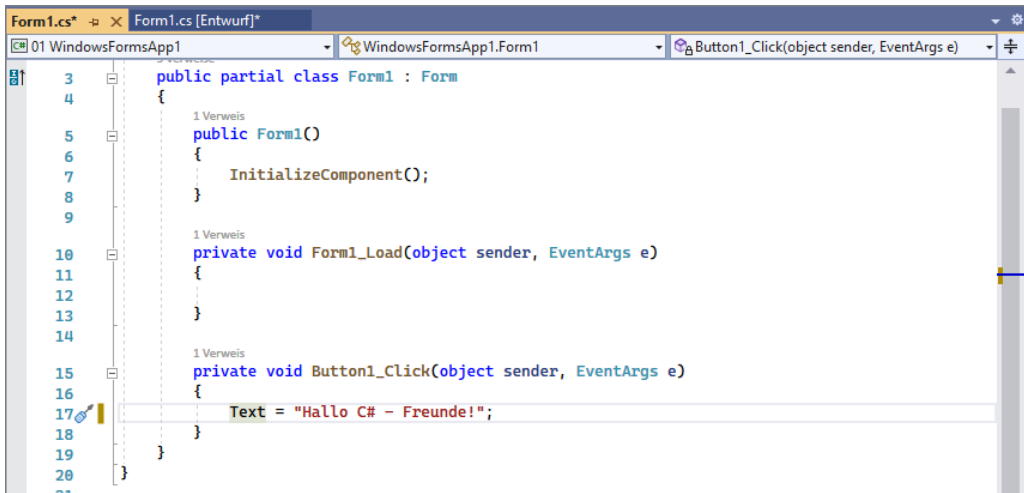 Form1.cs* Form1.cs [Entwurf]*
C# 01 WindowsFormsApp1 WindowsFormsApp1.Form1 Button1_Click(object sender, EventArgs e)
3 public partial class Form1 : Form
4 {
1 Verweis
5 public Form1()
6 {
7 InitializeComponent();
8 }
9
1 Verweis
10 private void Form1_Load(object sender, EventArgs e)
11 {
12
13 }
14
1 Verweis
15 private void Button1_Click(object sender, EventArgs e)
16 {
17 Text = "Hallo C# - Freunde!";
18 }
19 }
20 }